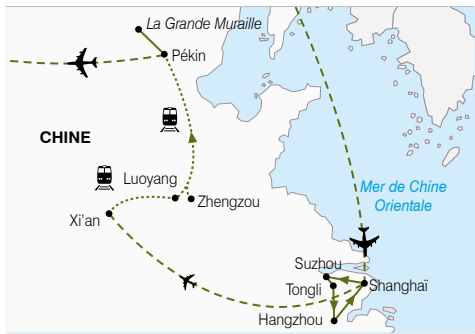 La Grande Muraille
Pékin
CHINE
Luoyang
Zhengzou
Xi'an
Mer de Chine
Orientale
Suzhou
Tongli
Shanghaï
Hangzhou